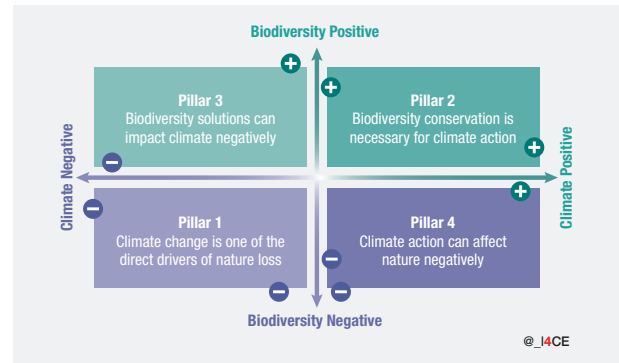 Biodiversity Positive
Pillar 3
Biodiversity solutions can
impact climate negatively
Pillar 2
Biodiversity conservation is
necessary for climate action
Climate Negative
Climate Positive
Pillar 1
Climate change is one of the
direct drivers of nature loss
Pillar 4
Climate action can affect
nature negatively
Biodiversity Negative
@_I4CE